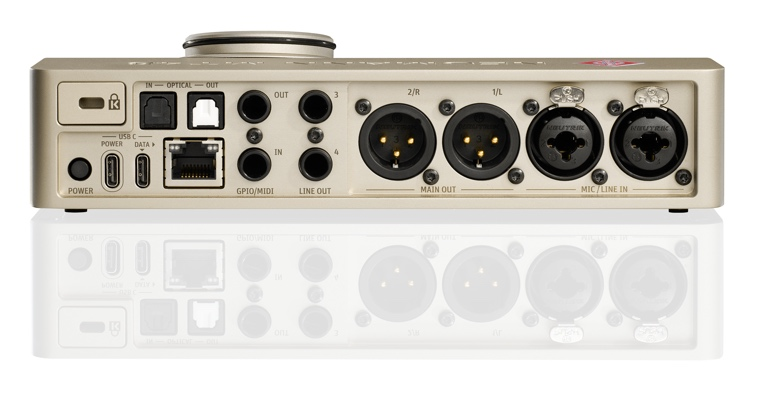 IN OPTICAL OUT
K
USB C
POWER DATA
POWER
OUT
IN
GPIO/MIDI
3
4
LINE OUT
2/R
1/L
MAIN OUT
NEUTRIK
NEUTRIK
MIC/LINE IN